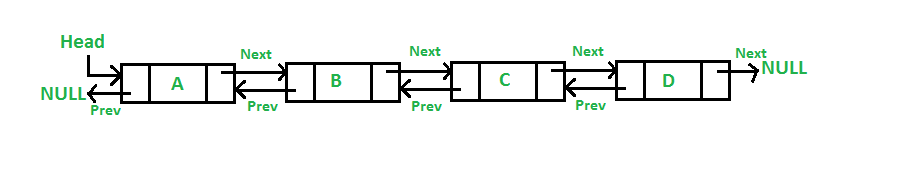 Head
Next Next Next Next
A B C D NULL
NULL
Prev Prev Prev Prev